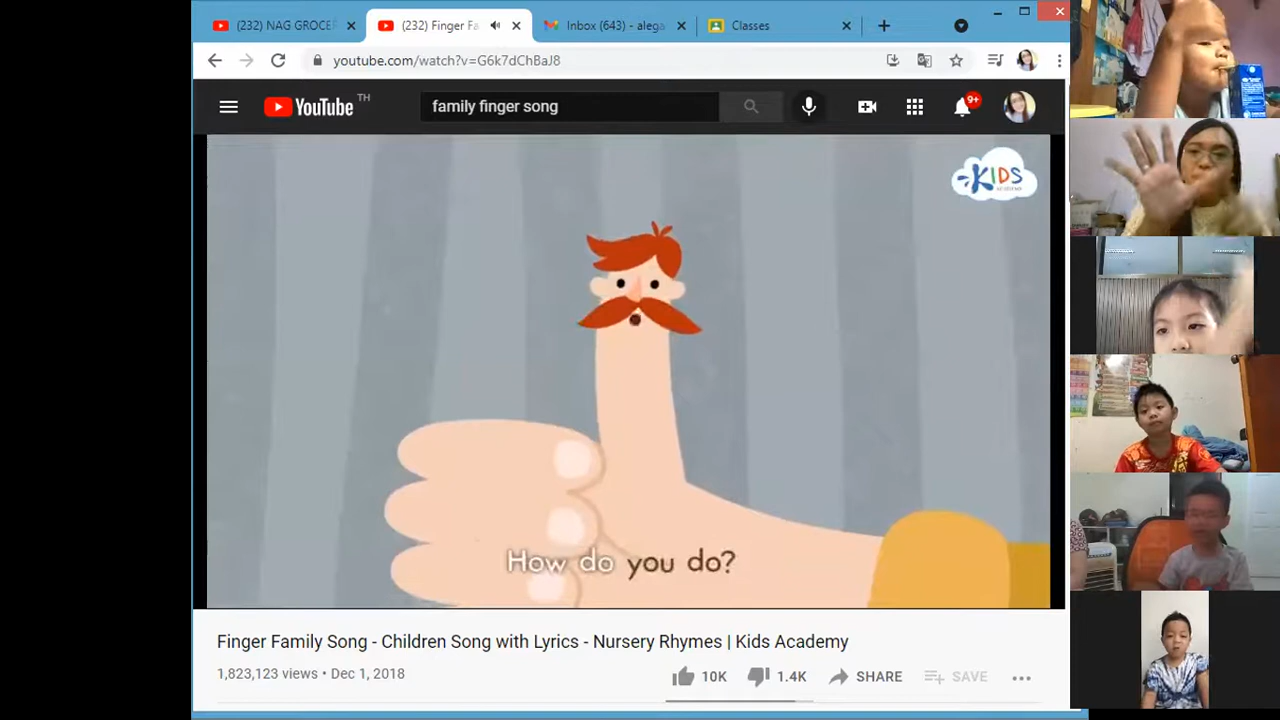 (232) NAG GROCE
(232) Finger Fa
Inbox (643) - alega
Classes
youtube.com/watch?v=G6k7dChBaJ8
YouTube TH
family finger song
9+
KIDS
ACADEMY
How do you do?
Finger Family Song - Children Song with Lyrics - Nursery Rhymes | Kids Academy
1,823,123 views • Dec 1, 2018
10K
1.4K
SHARE
SAVE